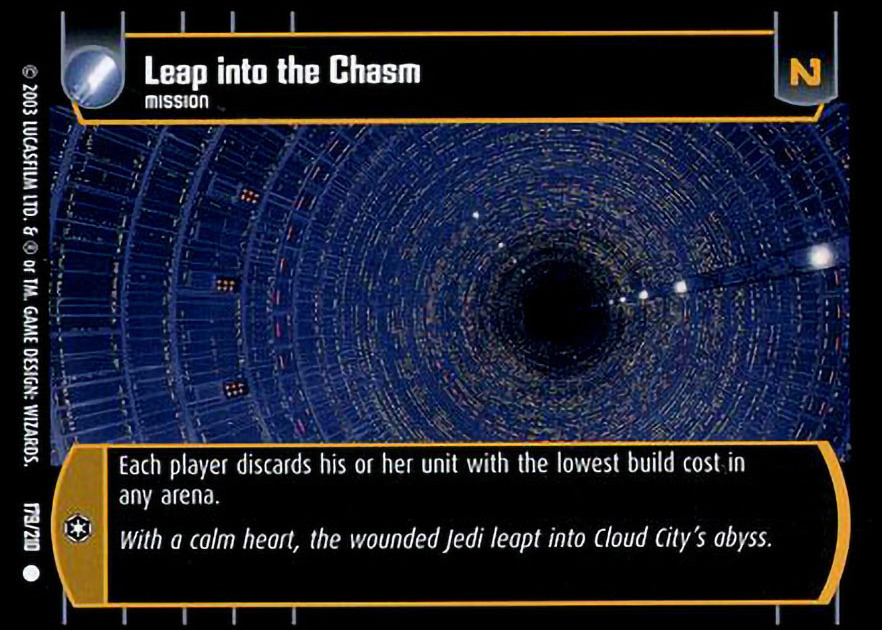 Leap into the Chasm
MISSION
N
Each player discards his or her unit with the lowest build cost in
any arena.
With a calm heart, the wounded Jedi leapt into Cloud City's abyss.
© 2003 LUCASFILM LTD. & ® or TM. GAME DESIGN: WIZARDS.
179/210